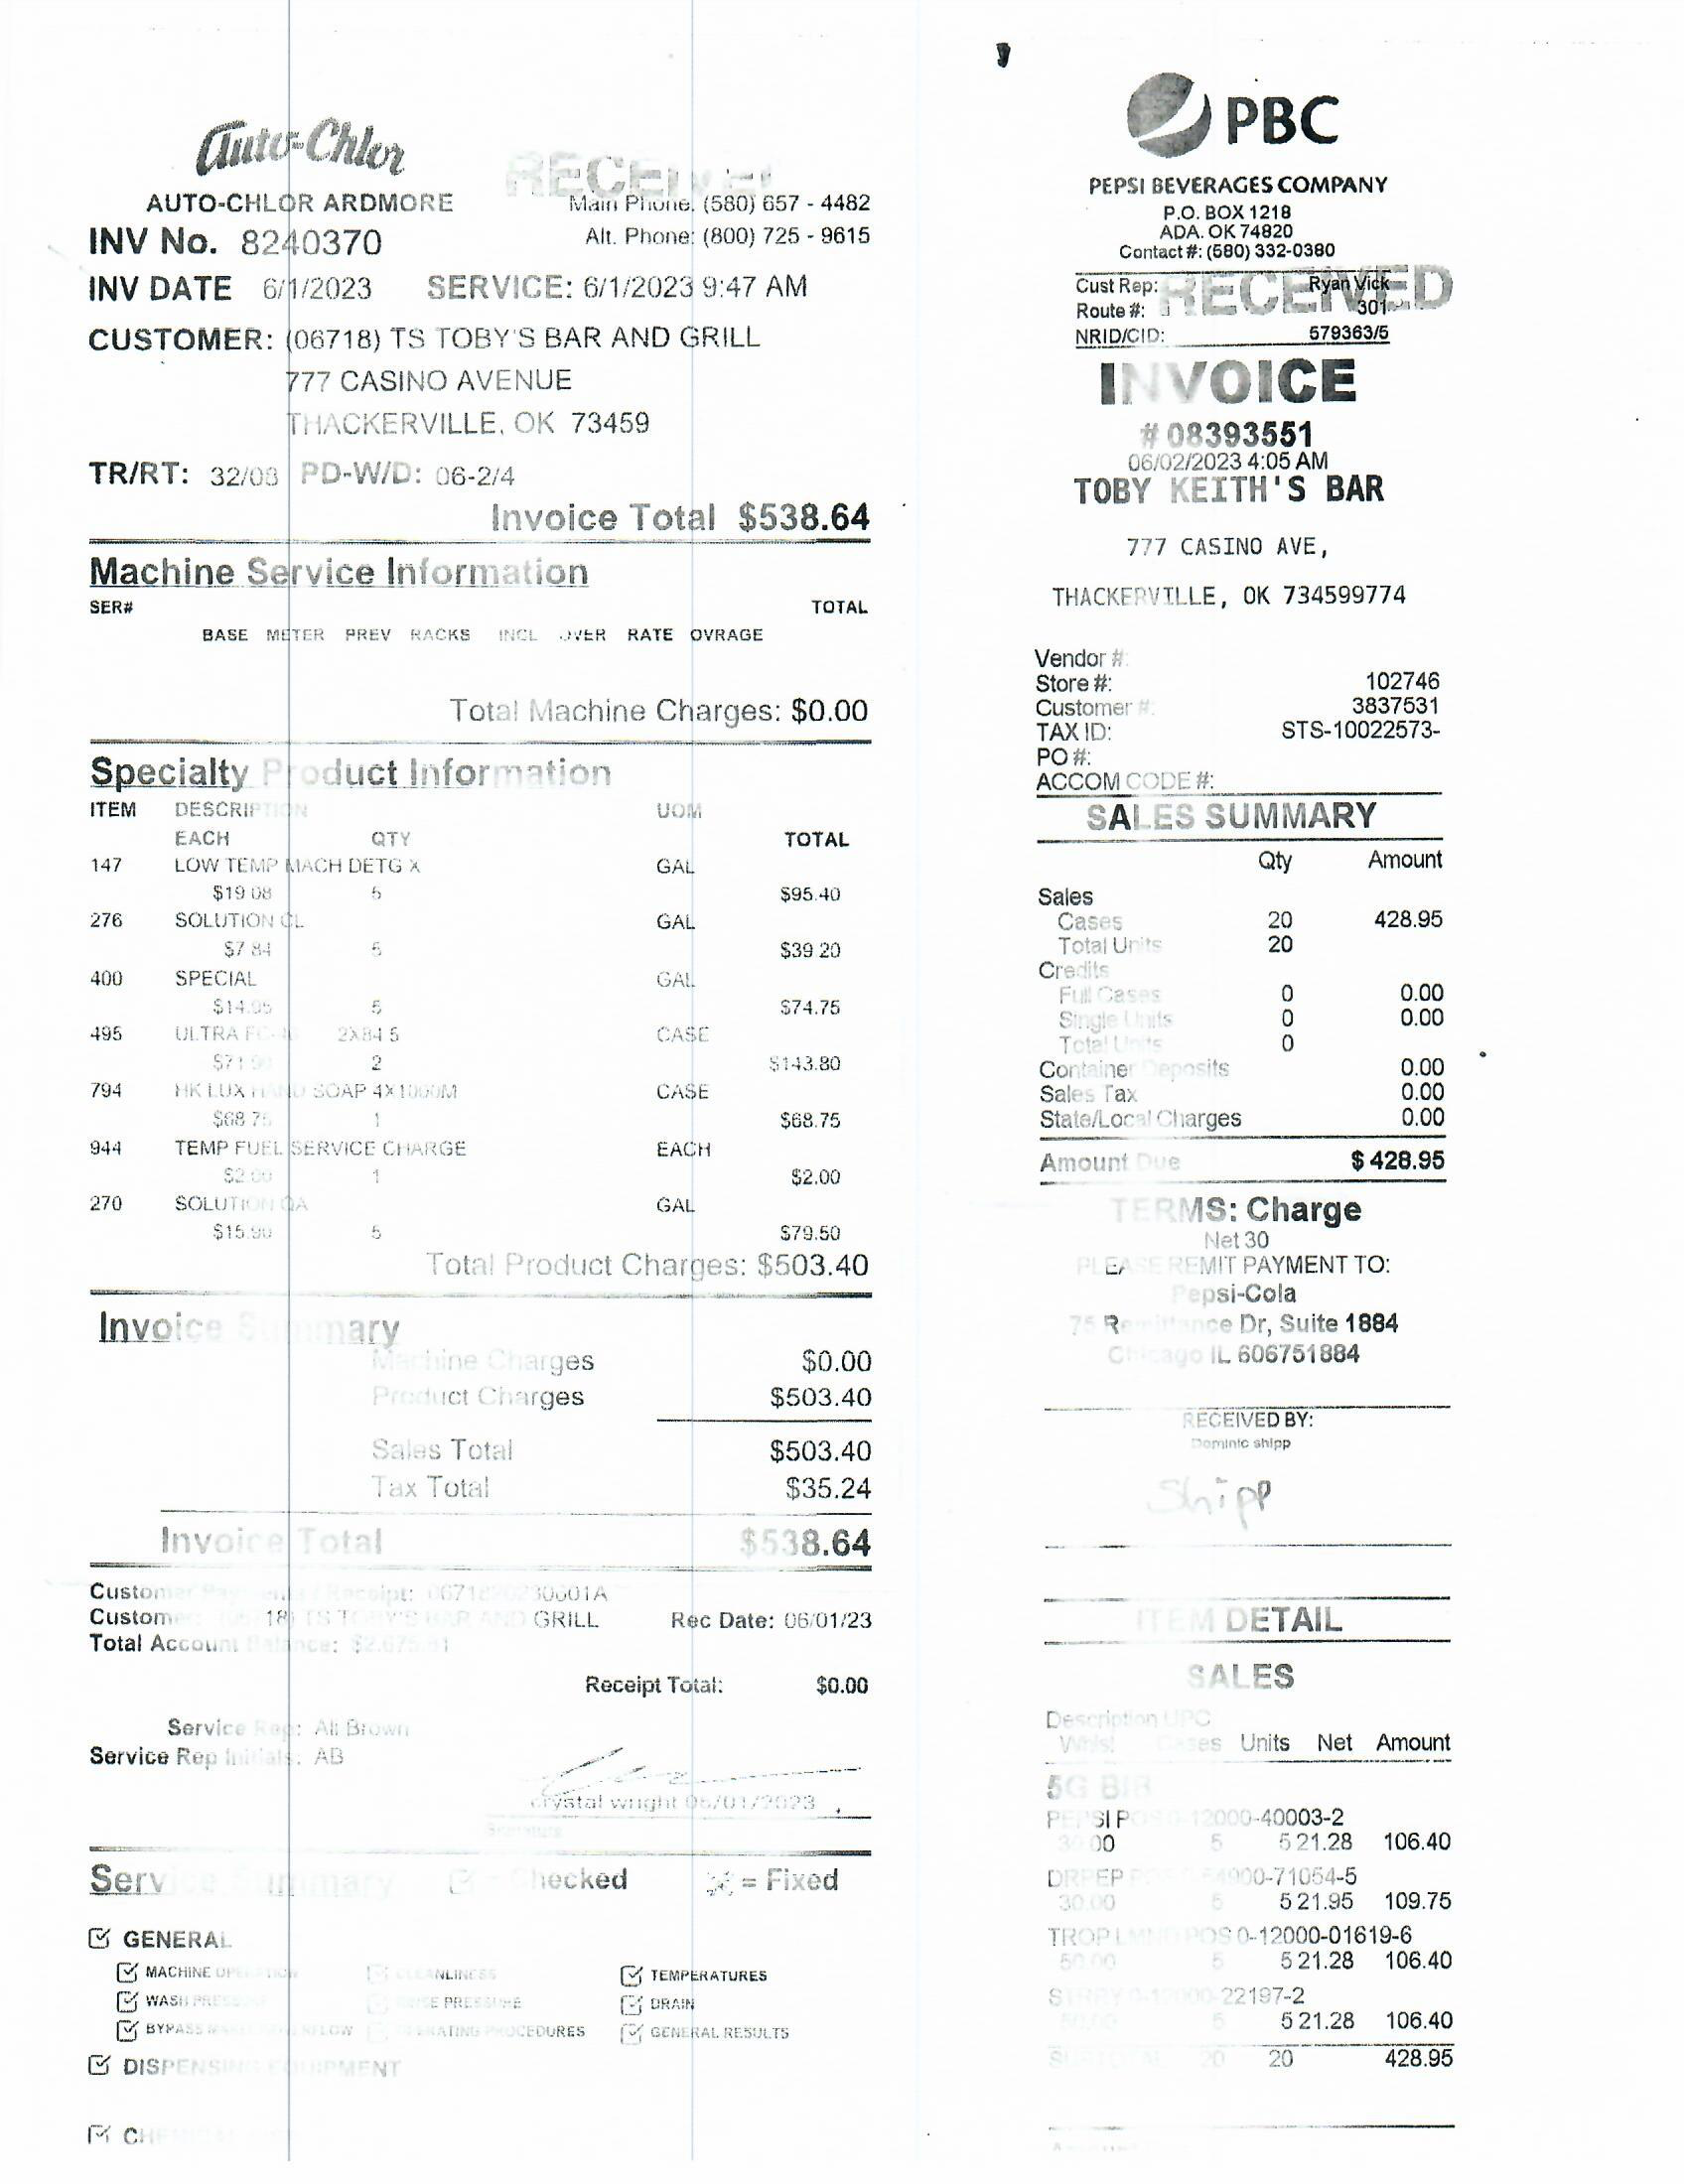 Auto-Chlor
RECEIVED
AUTO-CHLOR ARDMORE
Main Phone: (580) 657 - 4482
INV No. 8240370
Alt. Phone: (800) 725 - 9615
INV DATE 6/1/2023 SERVICE: 6/1/2023 9:47 AM
CUSTOMER: (06718) TS TOBY'S BAR AND GRILL
777 CASINO AVENUE
THACKERVILLE, OK 73459
TR/RT: 32/08 PD-W/D: 06-2/4
Invoice Total $538.64
Machine Service Information
SER# TOTAL
BASE METER PREV RACKS INCL OVER RATE OVRAGE
Total Machine Charges: $0.00
Specialty Product Information
ITEM DESCRIPTION UOM
EACH QTY TOTAL
147 LOW TEMP MACH DETG X GAL
$19.08 5 $95.40
276 SOLUTION CL GAL
$7.84 5 $39.20
400 SPECIAL GAL
$14.95 5 $74.75
495 ULTRA 2X84 5 CASE
$71.90 2 $143.80
794 HK LUX HAND SOAP 4X1000M CASE
$68.75 1 $68.75
944 TEMP FUEL SERVICE CHARGE EACH
$2.00 1 $2.00
270 SOLUTION QA GAL
$15.90 5 $79.50
Total Product Charges: $503.40
Invoice Summary
Machine Charges $0.00
Product Charges $503.40
Sales Total $503.40
Tax Total $35.24
Invoice Total $538.64
Customer Payments / Receipt: 0671820230601A
Customer: (06718) TS TOBY'S BAR AND GRILL Rec Date: 06/01/23
Total Account Balance: $2,675.81
Receipt Total: $0.00
Service Rep: Ali Brown
Service Rep Initials: AB
crystal wright 06/01/2023
Signature
Service Summary = Checked = Fixed
GENERAL
MACHINE OPERATION CLEANLINESS TEMPERATURES
WASH PRESSURE RINSE PRESSURE DRAIN
BYPASS OPERATING PROCEDURES GENERAL RESULTS
DISPENSING EQUIPMENT
PBC
PEPSI BEVERAGES COMPANY
P.O. BOX 1218
ADA. OK 74820
Contact #: (580) 332-0380
RECEIVED
Cust Rep: Ryan Vick
Route #: 301
NRID/CID: 579363/5
INVOICE
# 08393551
06/02/2023 4:05 AM
TOBY KEITH'S BAR
777 CASINO AVE,
THACKERVILLE, OK 734599774
Vendor #:
Store #: 102746
Customer #: 3837531
TAX ID: STS-10022573-
PO #:
ACCOM CODE #:
SALES SUMMARY
Qty Amount
Sales
Cases 20 428.95
Total Units 20
Credits
Full Cases 0 0.00
Single Units 0 0.00
Total Units 0
Container Deposits 0.00
Sales Tax 0.00
State/Local Charges 0.00
Amount Due $ 428.95
TERMS: Charge
Net 30
PLEASE REMIT PAYMENT TO:
Pepsi-Cola
75 Remittance Dr, Suite 1884
Chicago IL 606751884
RECEIVED BY:
Dominic shipp
Shipp
ITEM DETAIL
SALES
Description UPC
Whlsl Cases Units Net Amount
5G BIB
PEPSI POS 0-12000-40003-2
30.00 5 5 21.28 106.40
DRPEP POS 0-54900-71054-5
30.00 5 5 21.95 109.75
TROP LMND POS 0-12000-01619-6
50.00 5 5 21.28 106.40
STRBY 0-12000-22197-2
50.00 5 5 21.28 106.40
SUBTOTAL 20 20 428.95